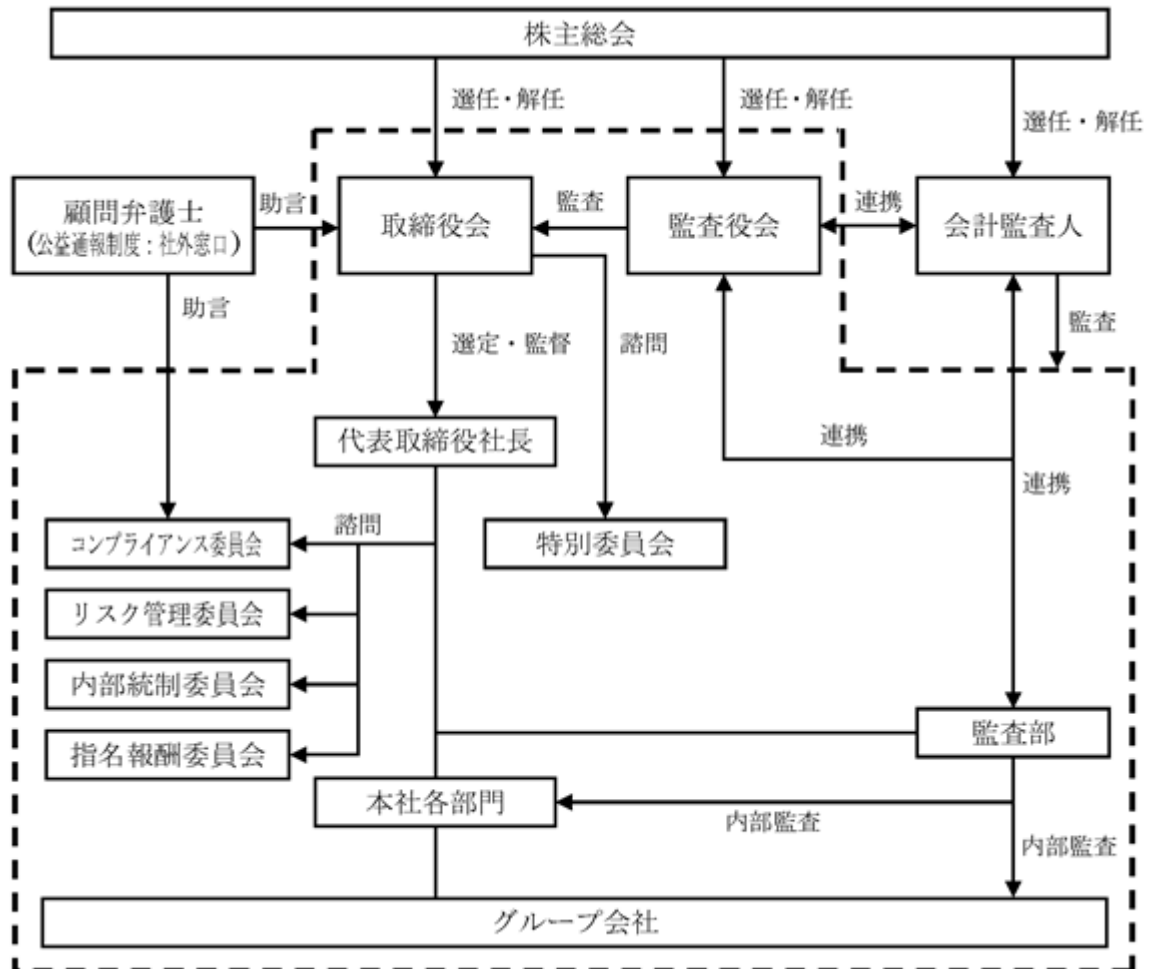 株主総会
選任・解任
選任・解任
選任・解任
顧問弁護士
(公益通報制度：社外窓口)
助言
取締役会
監査
監査役会
連携
会計監査人
助言
選定・監督
諮問
監査
代表取締役社長
連携
連携
諮問
コンプライアンス委員会
特別委員会
リスク管理委員会
内部統制委員会
指名報酬委員会
監査部
本社各部門
内部監査
内部監査
グループ会社